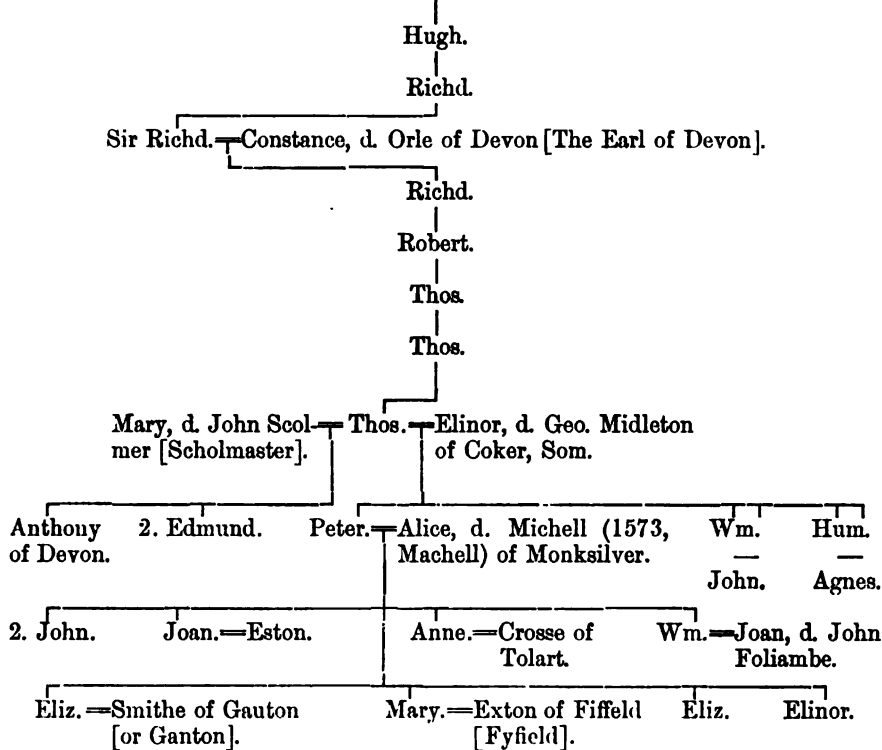 Hugh.
Richd.
Sir Richd. Constance, d. Orle of Devon [The Earl of Devon].
Richd.
Robert.
Thos.
Thos.
Mary, d. John Scol- Thos. Elinor, d. Geo. Midleton
mer [Scholmaster]. of Coker, Som.
Anthony 2. Edmund. Peter. Alice, d. Michell (1573, Wm. Hum.
of Devon. Machell) of Monksilver.
John. Agnes.
2. John. Joan. Eston. Anne. Crosse of Wm. Joan, d. John
Tolart. Foliambe.
Eliz. Smithe of Gauton Mary. Exton of Fiffeld Eliz. Elinor.
[or Ganton]. [Fyfield].